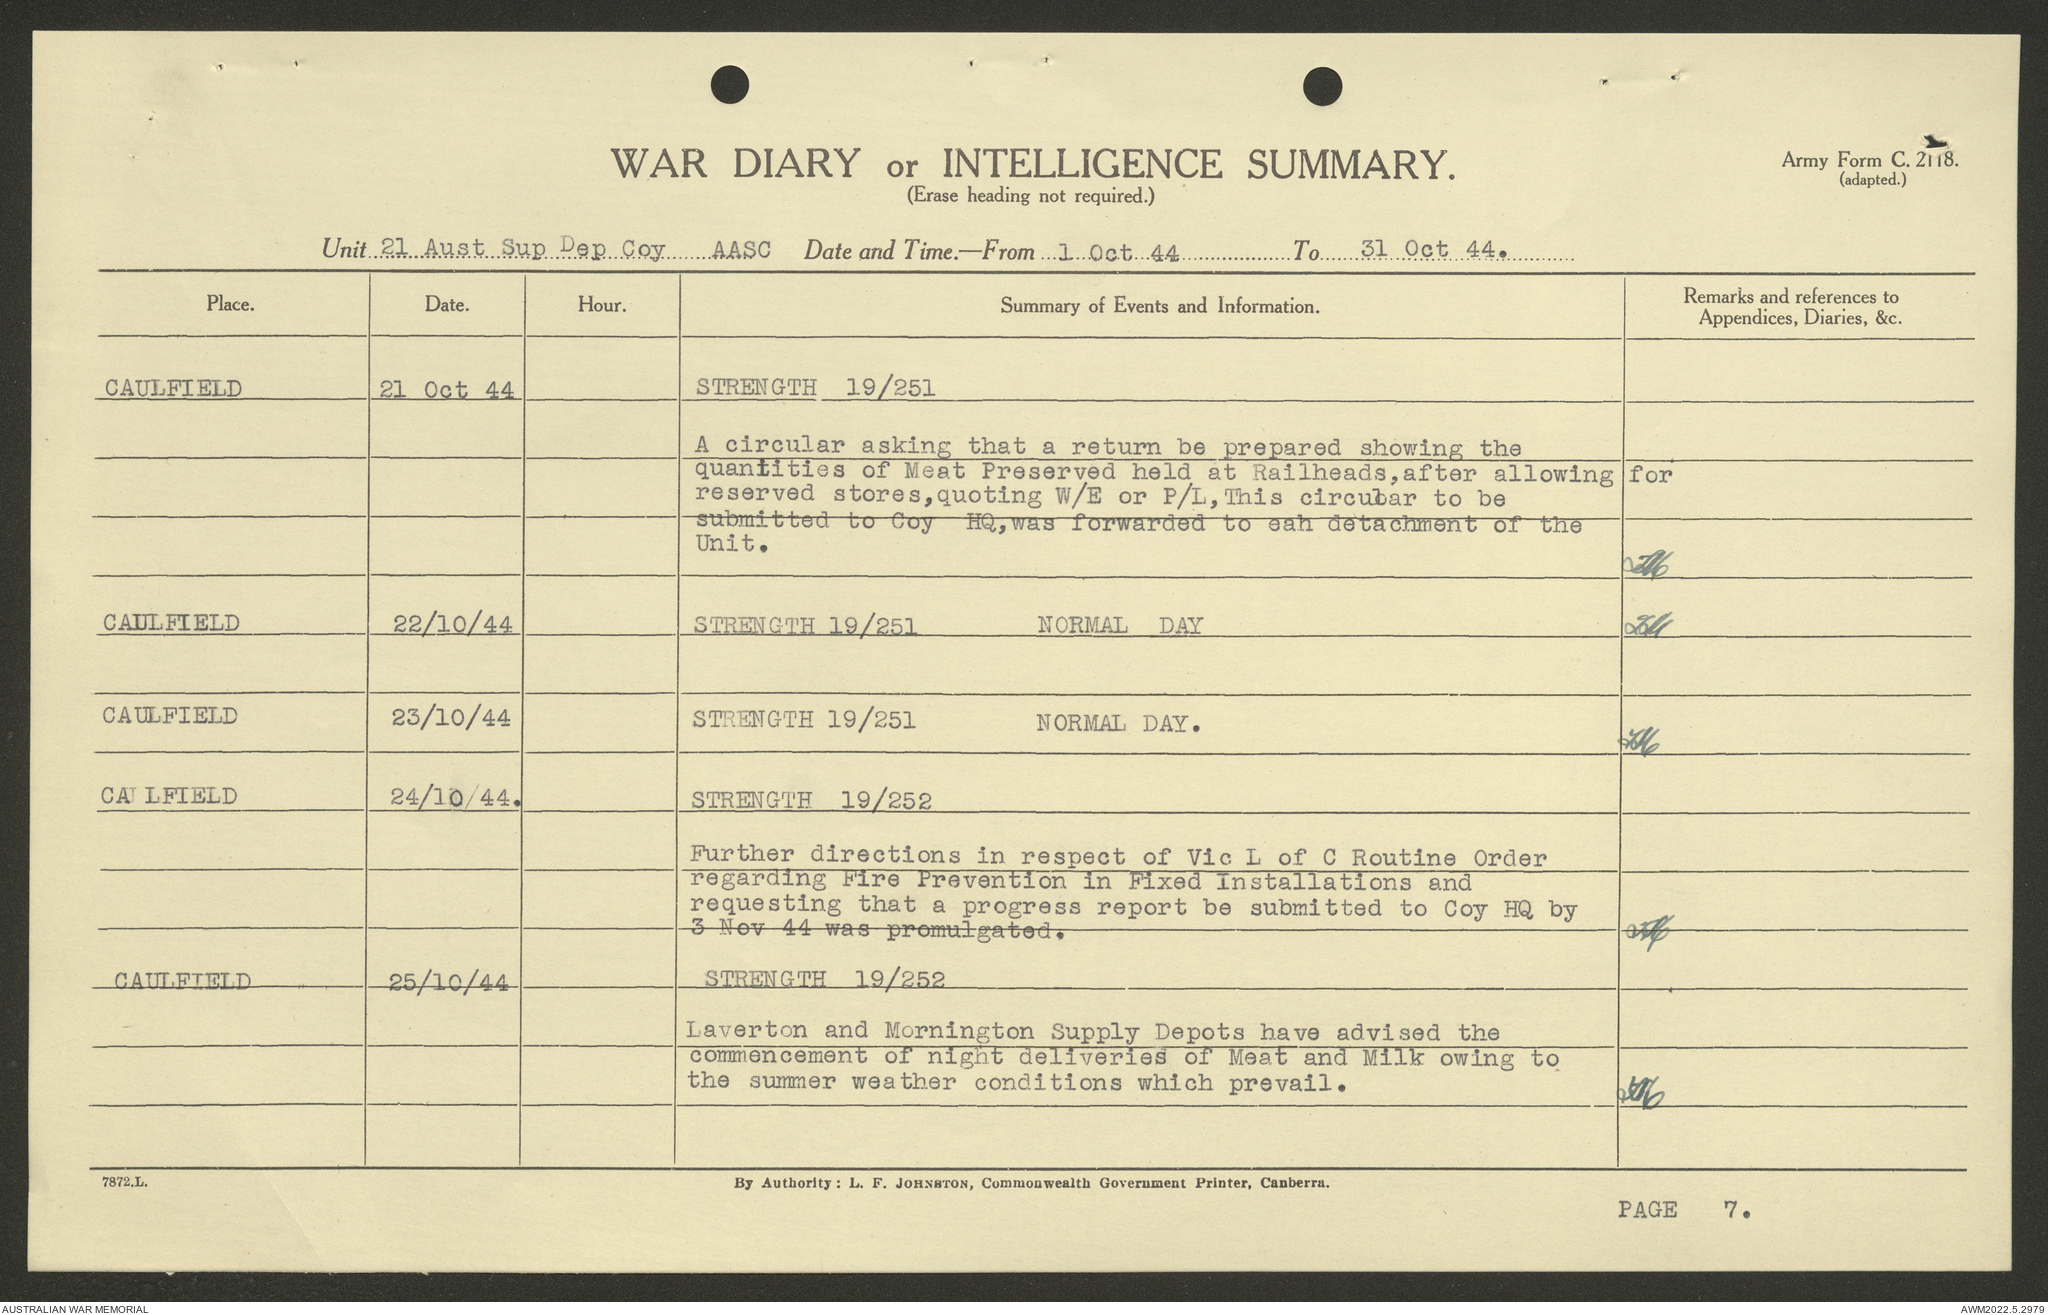 WAR DIARY or INTELLIGENCE SUMMARY.
Army Form C. 2118.
(adapted.)
(Erase heading not required.)
Unit 21 Aust Sup Dep Coy AASC Date and Time.—From 1 Oct 44 To 31 Oct 44.
Place. Date. Hour. Summary of Events and Information. Remarks and references to
Appendices, Diaries, &c.
CAULFIELD 21 Oct 44 STRENGTH 19/251
A circular asking that a return be prepared showing the
quantities of Meat Preserved held at Railheads,after allowing for
reserved stores,quoting W/E or P/L,This circular to be
submitted to Coy HQ,was forwarded to eah detachment of the
Unit.
CAULFIELD 22/10/44 STRENGTH 19/251 NORMAL DAY
CAULFIELD 23/10/44 STRENGTH 19/251 NORMAL DAY.
CAULFIELD 24/10/44. STRENGTH 19/252
Further directions in respect of Vic L of C Routine Order
regarding Fire Prevention in Fixed Installations and
requesting that a progress report be submitted to Coy HQ by
3 Nov 44 was promulgated.
CAULFIELD 25/10/44 STRENGTH 19/252
Laverton and Mornington Supply Depots have advised the
commencement of night deliveries of Meat and Milk owing to
the summer weather conditions which prevail.
7872.L. By Authority: L. F. JOHNSTON, Commonwealth Government Printer, Canberra.
PAGE 7.
AUSTRALIAN WAR MEMORIAL AWM2022.5.2979